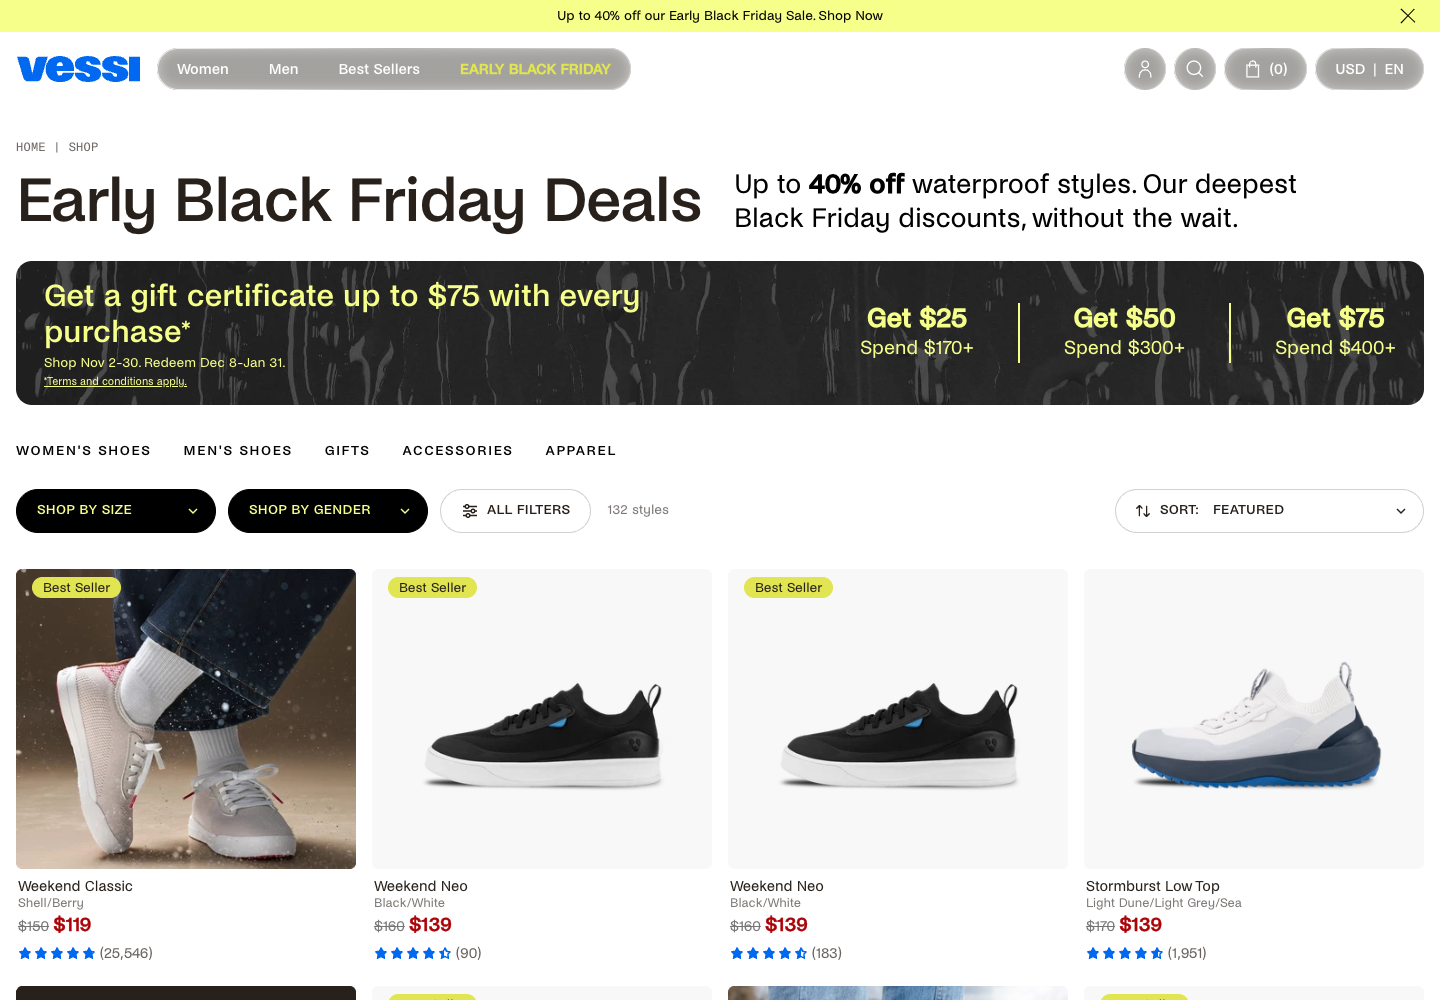 Up to 40% off our Early Black Friday Sale. Shop Now
vessi
Women
Men
Best Sellers
EARLY BLACK FRIDAY
(0)
USD | EN
HOME | SHOP
Early Black Friday Deals
Up to 40% off waterproof styles. Our deepest
Black Friday discounts, without the wait.
Get a gift certificate up to $75 with every
purchase*
Shop Nov 2-30. Redeem Dec 8-Jan 31.
*Terms and conditions apply.
Get $25
Spend $170+
Get $50
Spend $300+
Get $75
Spend $400+
WOMEN'S SHOES
MEN'S SHOES
GIFTS
ACCESSORIES
APPAREL
SHOP BY SIZE
SHOP BY GENDER
ALL FILTERS
132 styles
SORT: FEATURED
Best Seller
Weekend Classic
Shell/Berry
$150 $119
(25,546)
Best Seller
Weekend Neo
Black/White
$160 $139
(90)
Best Seller
Weekend Neo
Black/White
$160 $139
(183)
Stormburst Low Top
Light Dune/Light Grey/Sea
$170 $139
(1,951)